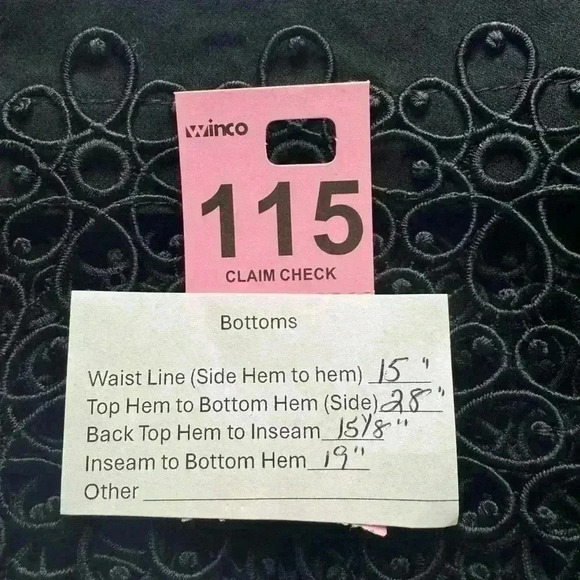 winco
115
CLAIM CHECK
Bottoms
Waist Line (Side Hem to hem) 15"
Top Hem to Bottom Hem (Side) 28"
Back Top Hem to Inseam 15 1/8"
Inseam to Bottom Hem 19"
Other